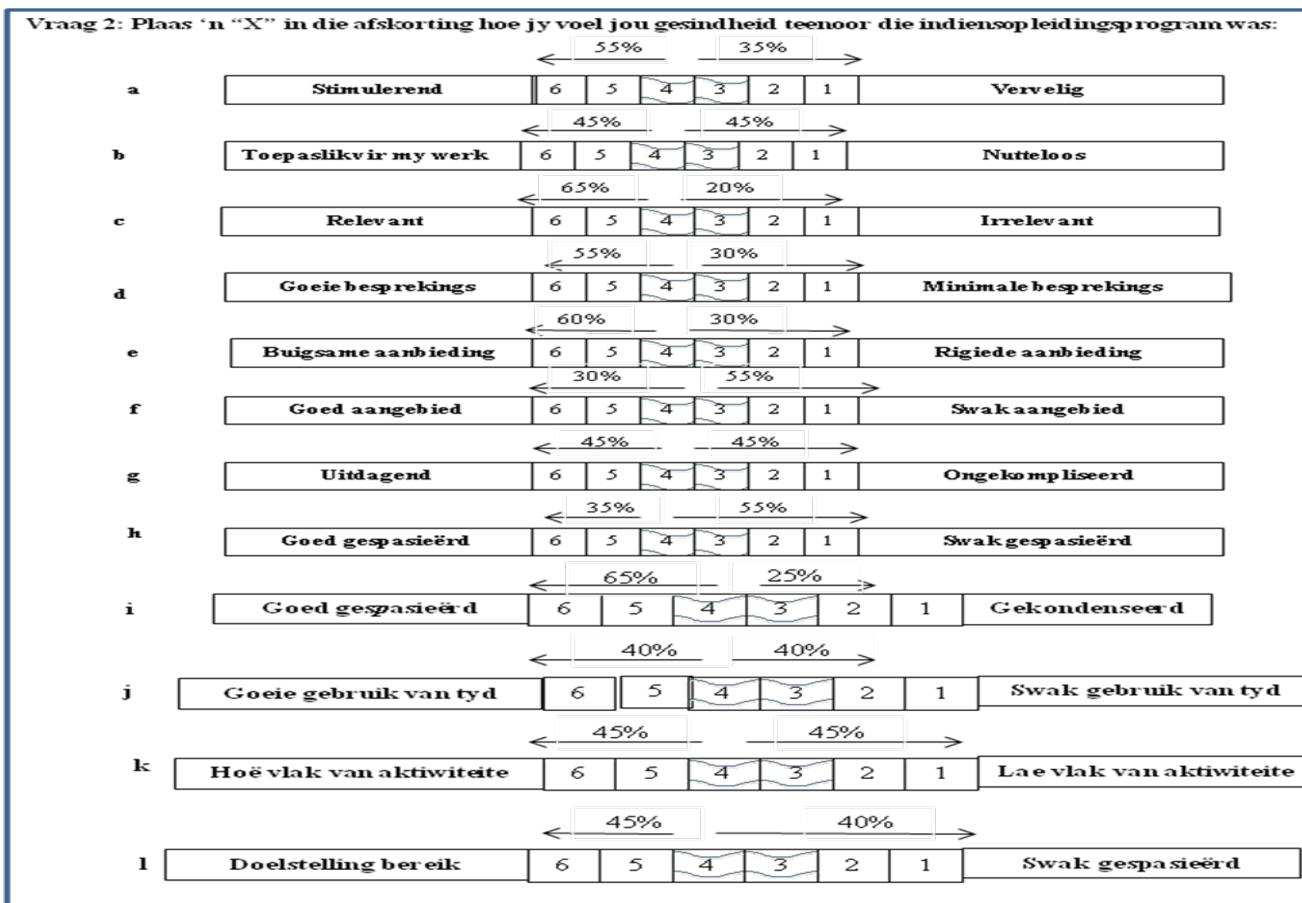 Vraag 2: Plaas ‘n “X” in die afskorting hoe jy voel jou gesindheid teenoor die indiensopleidingsprogram was:
55% 35%
a Stimulerend 6 5 4 3 2 1 Vervelig
45% 45%
b Toepaslikvir my werk 6 5 4 3 2 1 Nutteloos
65% 20%
c Relevant 6 5 4 3 2 1 Irrelevant
55% 30%
d Goeie besprekings 6 5 4 3 2 1 Minimale besprekings
60% 30%
e Buigsame aanbieding 6 5 4 3 2 1 Rigiede aanbieding
30% 55%
f Goed aangebied 6 5 4 3 2 1 Swak aangebied
45% 45%
g Uitdagend 6 5 4 3 2 1 Ongekompliseerd
35% 55%
h Goed gespasieërd 6 5 4 3 2 1 Swak gespasieërd
65% 25%
i Goed gespasieërd 6 5 4 3 2 1 Gekondenseerd
40% 40%
j Goeie gebruik van tyd 6 5 4 3 2 1 Swak gebruik van tyd
45% 45%
k Hoë vlak van aktiwiteite 6 5 4 3 2 1 Lae vlak van aktiwiteite
45% 40%
l Doelstelling bereik 6 5 4 3 2 1 Swak gespasieërd